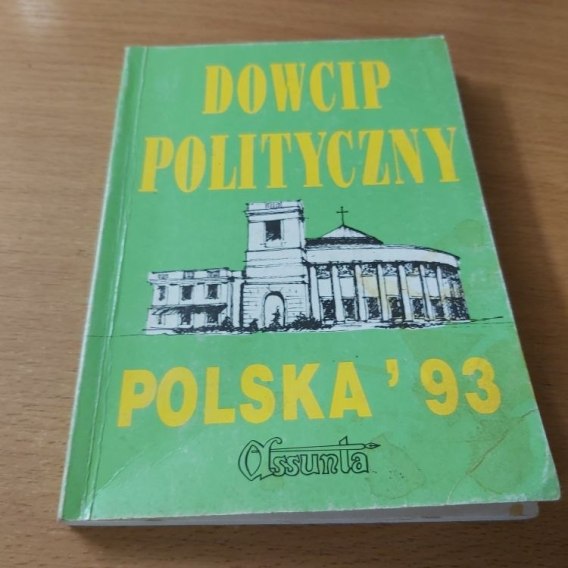 DOWCIP
POLITYCZNY
POLSKA '93
Assunta